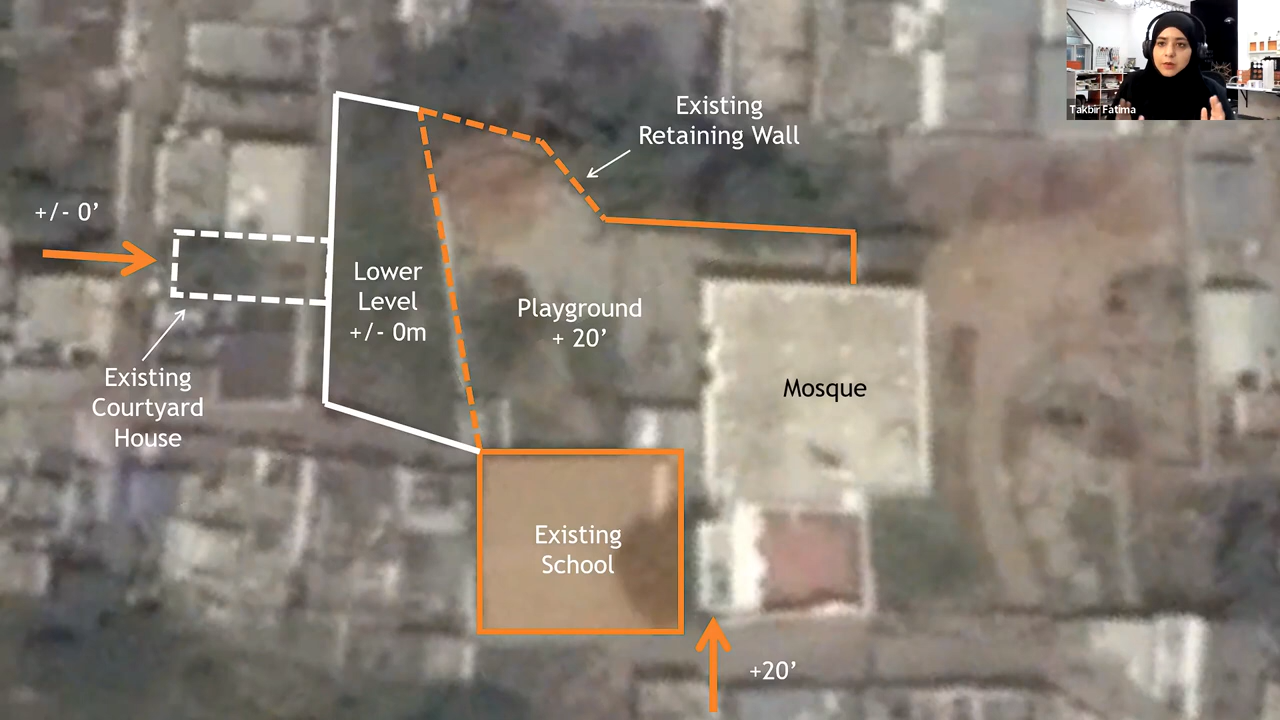 Takbir Fatima
Existing
Retaining Wall
+/- 0’
Lower
Level
+/- 0m
Playground
+ 20’
Existing
Courtyard
House
Mosque
Existing
School
+20’